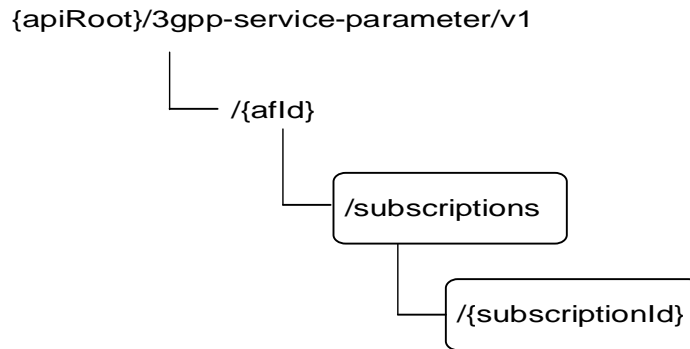 {apiRoot}/3gpp-service-parameter/v1
/{afId}
/subscriptions
/{subscriptionId}